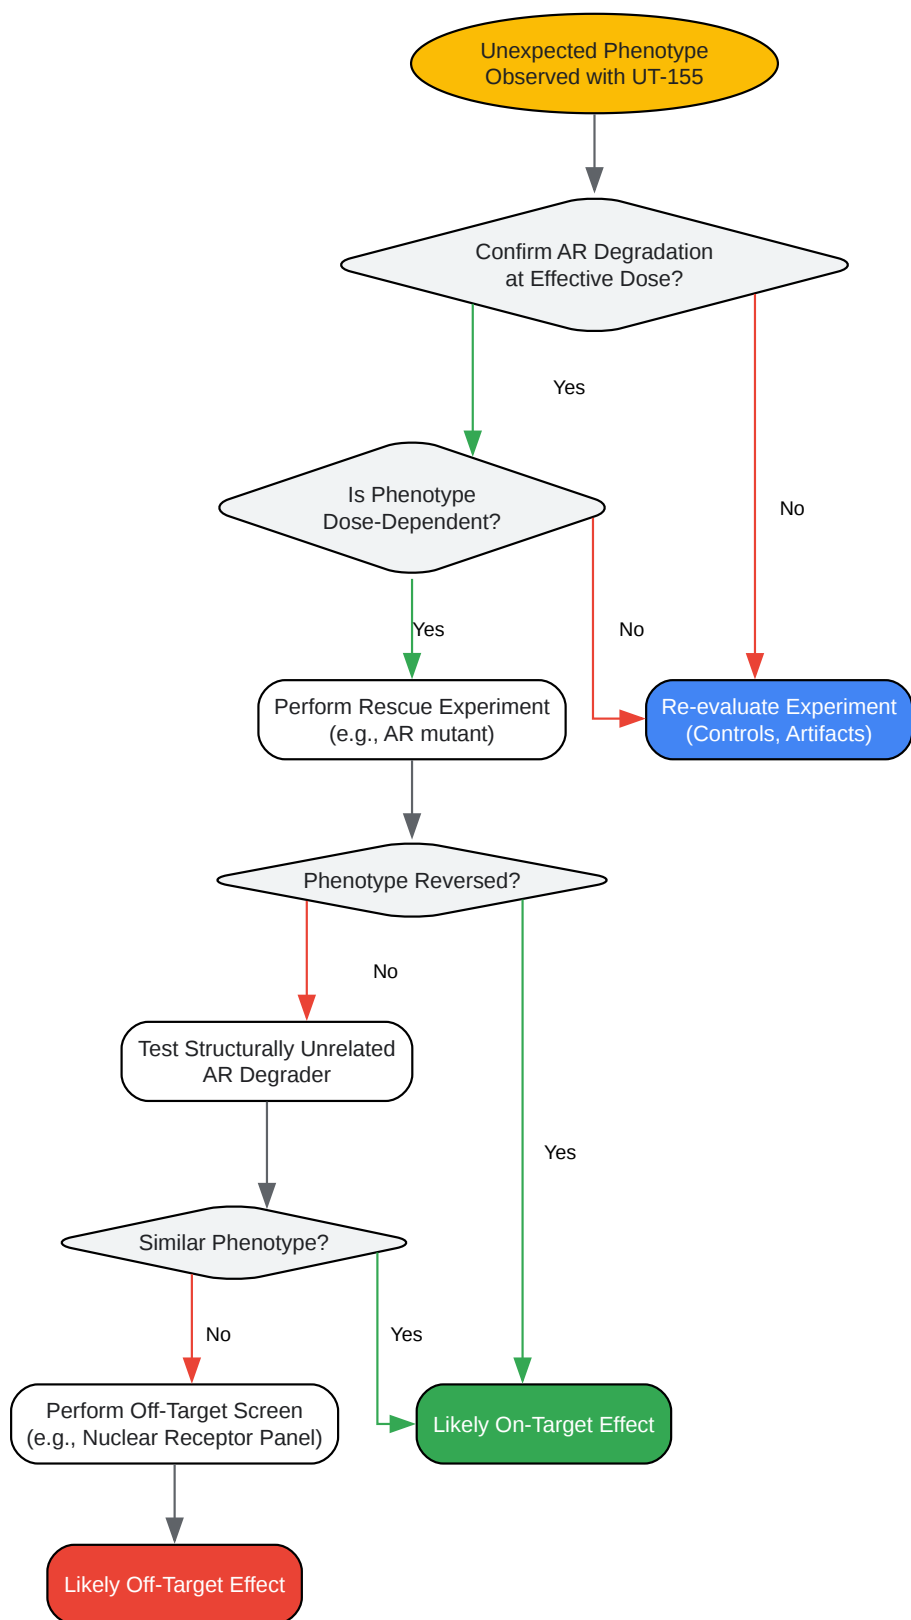 Unexpected Phenotype
Observed with UT-155
Confirm AR Degradation
at Effective Dose?
Yes
Is Phenotype
Dose-Dependent?
No
Yes
No
Perform Rescue Experiment
(e.g., AR mutant)
Re-evaluate Experiment
(Controls, Artifacts)
Phenotype Reversed?
No
Test Structurally Unrelated
AR Degrader
Yes
Similar Phenotype?
No
Yes
Perform Off-Target Screen
(e.g., Nuclear Receptor Panel)
Likely On-Target Effect
Likely Off-Target Effect